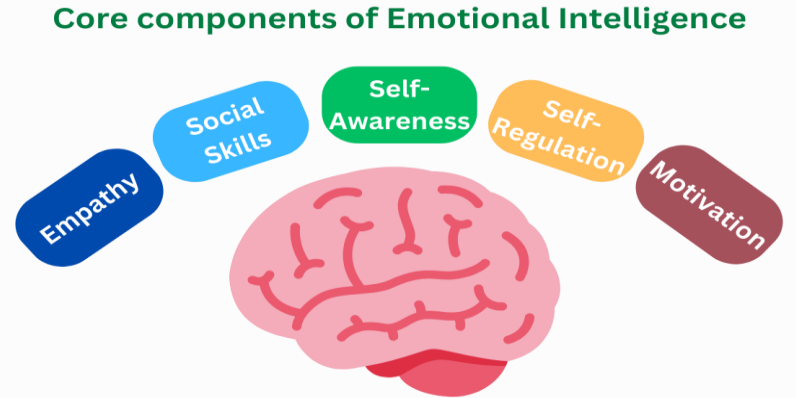 Core components of Emotional Intelligence
Empathy
Social
Skills
Self-
Awareness
Self-
Regulation
Motivation